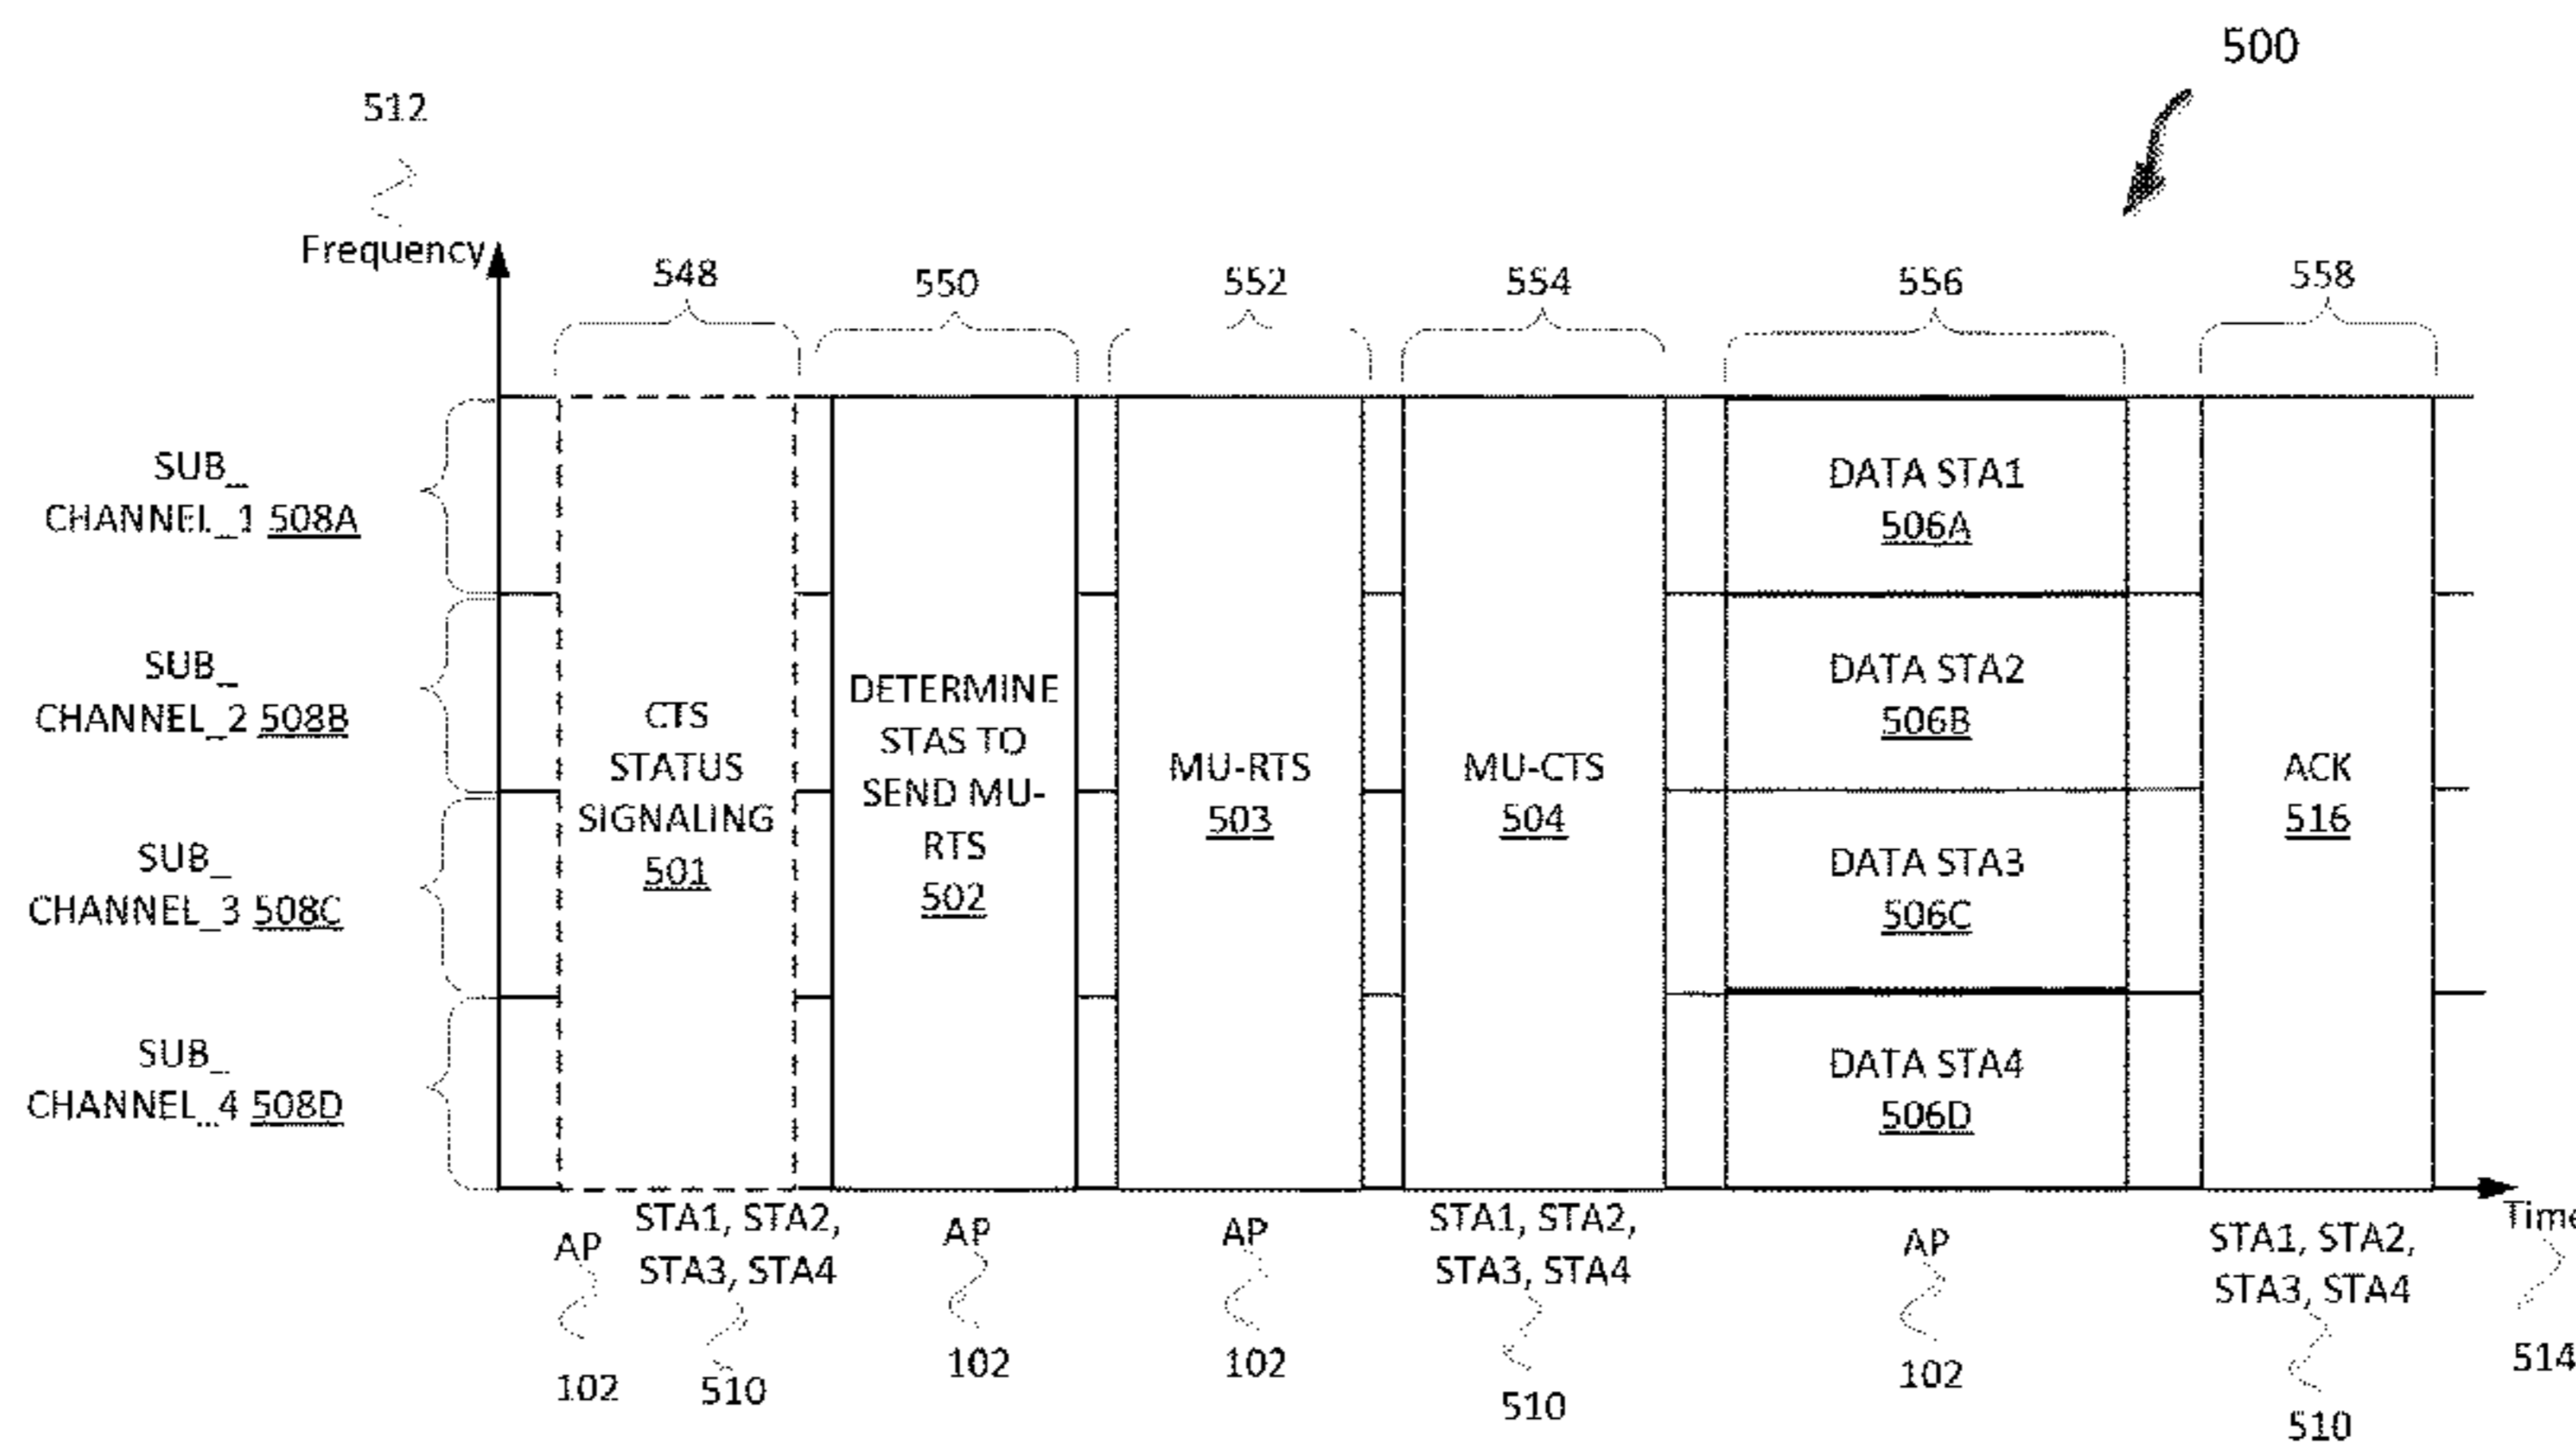 500
512
Frequency
548
550
552
554
556
558
SUB_
CHANNEL_1 508A
SUB_
CHANNEL_2 508B
SUB_
CHANNEL_3 508C
SUB_
CHANNEL_4 508D
CTS
STATUS
SIGNALING
501
DETERMINE
STAS TO
SEND MU-
RTS
502
MU-RTS
503
MU-CTS
504
DATA STA1
506A
DATA STA2
506B
DATA STA3
506C
DATA STA4
506D
ACK
516
AP
102
STA1, STA2,
STA3, STA4
510
AP
102
AP
102
STA1, STA2,
STA3, STA4
510
AP
102
STA1, STA2,
STA3, STA4
510
Time
514